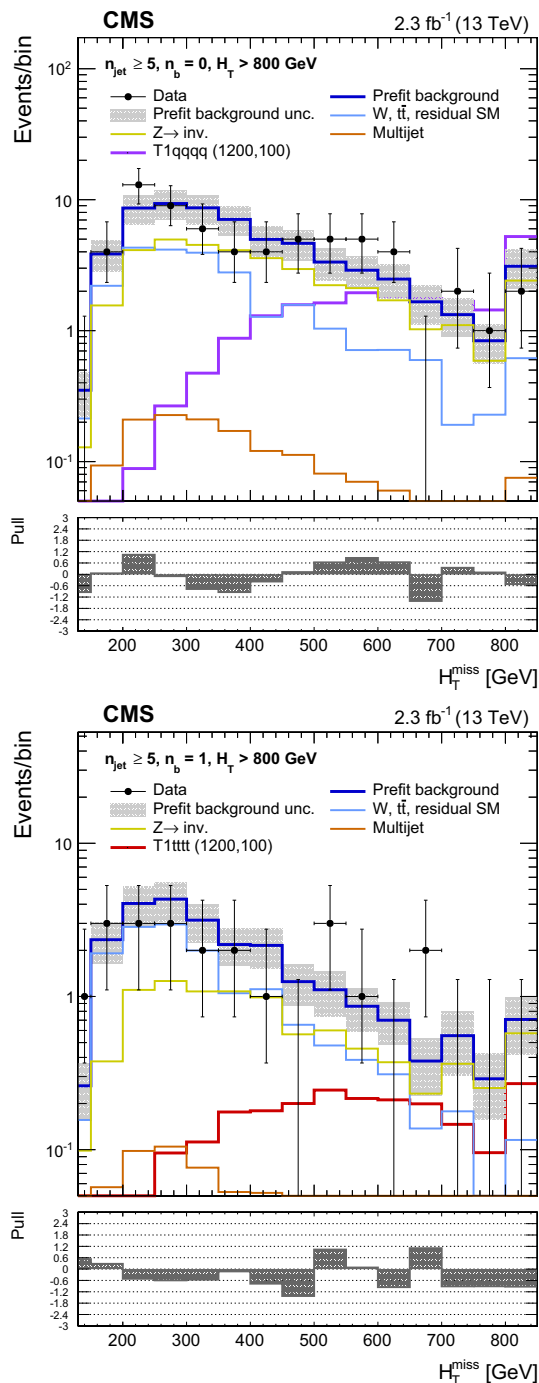 CMS 2.3 fb⁻¹ (13 TeV)
n_jet ≥ 5, n_b = 0, H_T > 800 GeV
Data Prefit background
Prefit background unc. W, tt̄, residual SM
Z→ inv. Multijet
T1qqqq (1200,100)
Events/bin
10²
10
1
10⁻¹
Pull
3
2.4
1.8
1.2
0.6
0
-0.6
-1.2
-1.8
-2.4
-3
200 300 400 500 600 700 800
H_T^miss [GeV]
CMS 2.3 fb⁻¹ (13 TeV)
n_jet ≥ 5, n_b = 1, H_T > 800 GeV
Data Prefit background
Prefit background unc. W, tt̄, residual SM
Z→ inv. Multijet
T1tttt (1200,100)
Events/bin
10
1
10⁻¹
Pull
3
2.4
1.8
1.2
0.6
0
-0.6
-1.2
-1.8
-2.4
-3
200 300 400 500 600 700 800
H_T^miss [GeV]